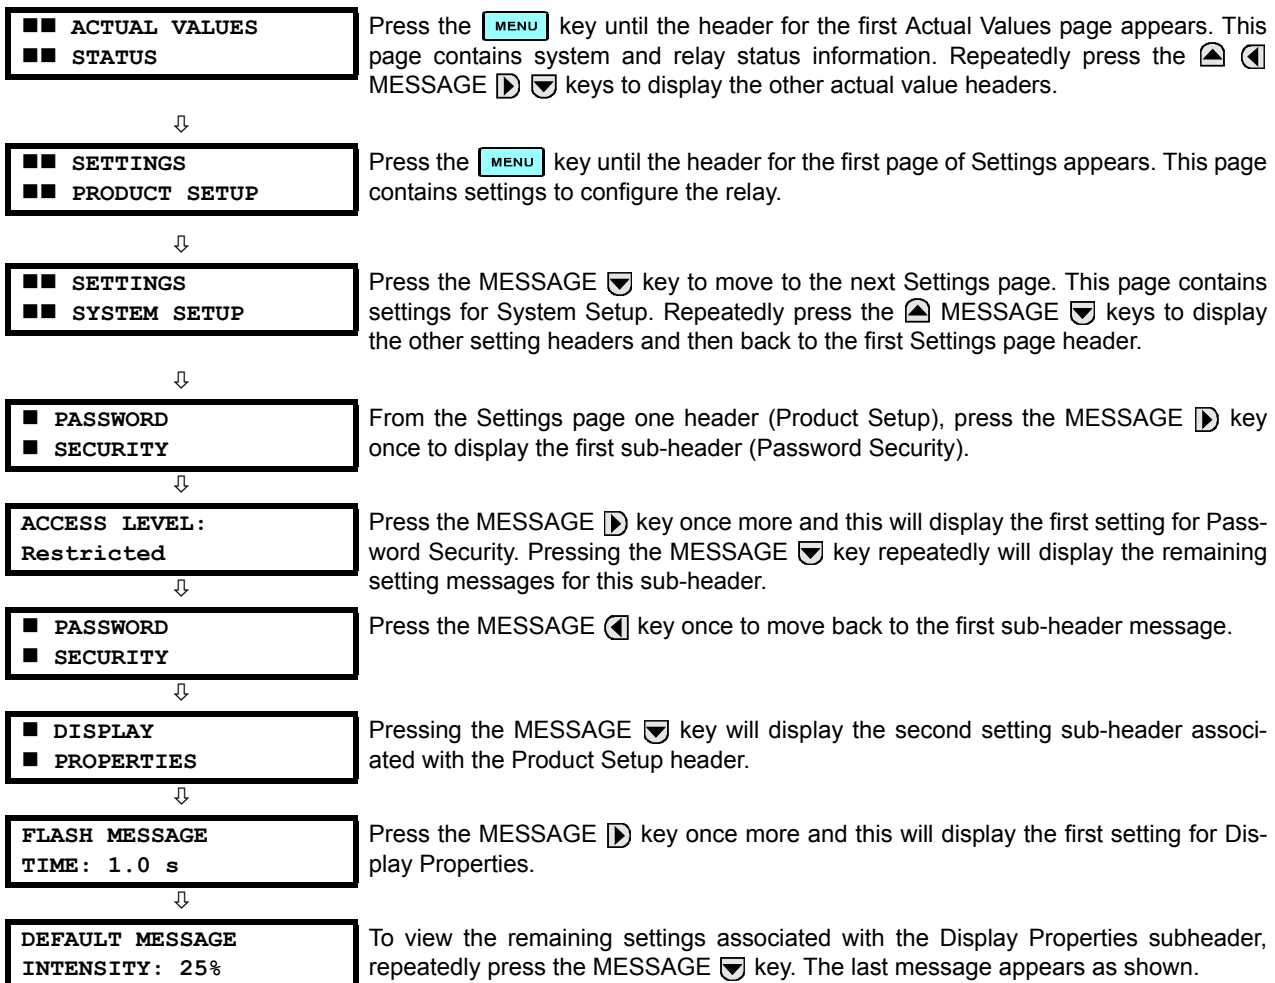 ■■ ACTUAL VALUES
■■ STATUS
Press the MENU key until the header for the first Actual Values page appears. This
page contains system and relay status information. Repeatedly press the
MESSAGE keys to display the other actual value headers.
⇩
■■ SETTINGS
■■ PRODUCT SETUP
Press the MENU key until the header for the first page of Settings appears. This page
contains settings to configure the relay.
⇩
■■ SETTINGS
■■ SYSTEM SETUP
Press the MESSAGE key to move to the next Settings page. This page contains
settings for System Setup. Repeatedly press the MESSAGE keys to display
the other setting headers and then back to the first Settings page header.
⇩
■ PASSWORD
■ SECURITY
From the Settings page one header (Product Setup), press the MESSAGE key
once to display the first sub-header (Password Security).
⇩
ACCESS LEVEL:
Restricted
Press the MESSAGE key once more and this will display the first setting for Pass-
word Security. Pressing the MESSAGE key repeatedly will display the remaining
setting messages for this sub-header.
⇩
■ PASSWORD
■ SECURITY
Press the MESSAGE key once to move back to the first sub-header message.
⇩
■ DISPLAY
■ PROPERTIES
Pressing the MESSAGE key will display the second setting sub-header associ-
ated with the Product Setup header.
⇩
FLASH MESSAGE
TIME: 1.0 s
Press the MESSAGE key once more and this will display the first setting for Dis-
play Properties.
⇩
DEFAULT MESSAGE
INTENSITY: 25%
To view the remaining settings associated with the Display Properties subheader,
repeatedly press the MESSAGE key. The last message appears as shown.